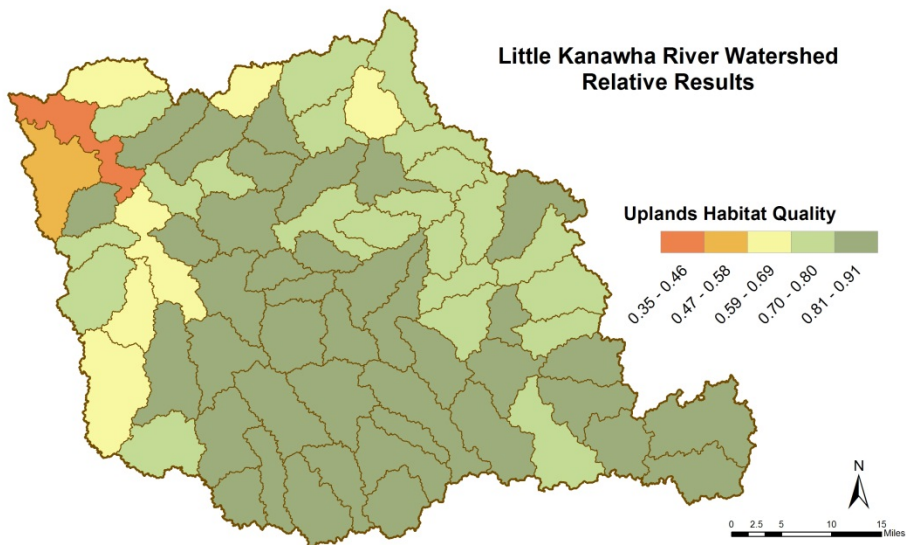 Little Kanawha River Watershed
Relative Results
Uplands Habitat Quality
0.35 - 0.46
0.47 - 0.58
0.59 - 0.69
0.70 - 0.80
0.81 - 0.91
N
0 2.5 5 10 15
Miles